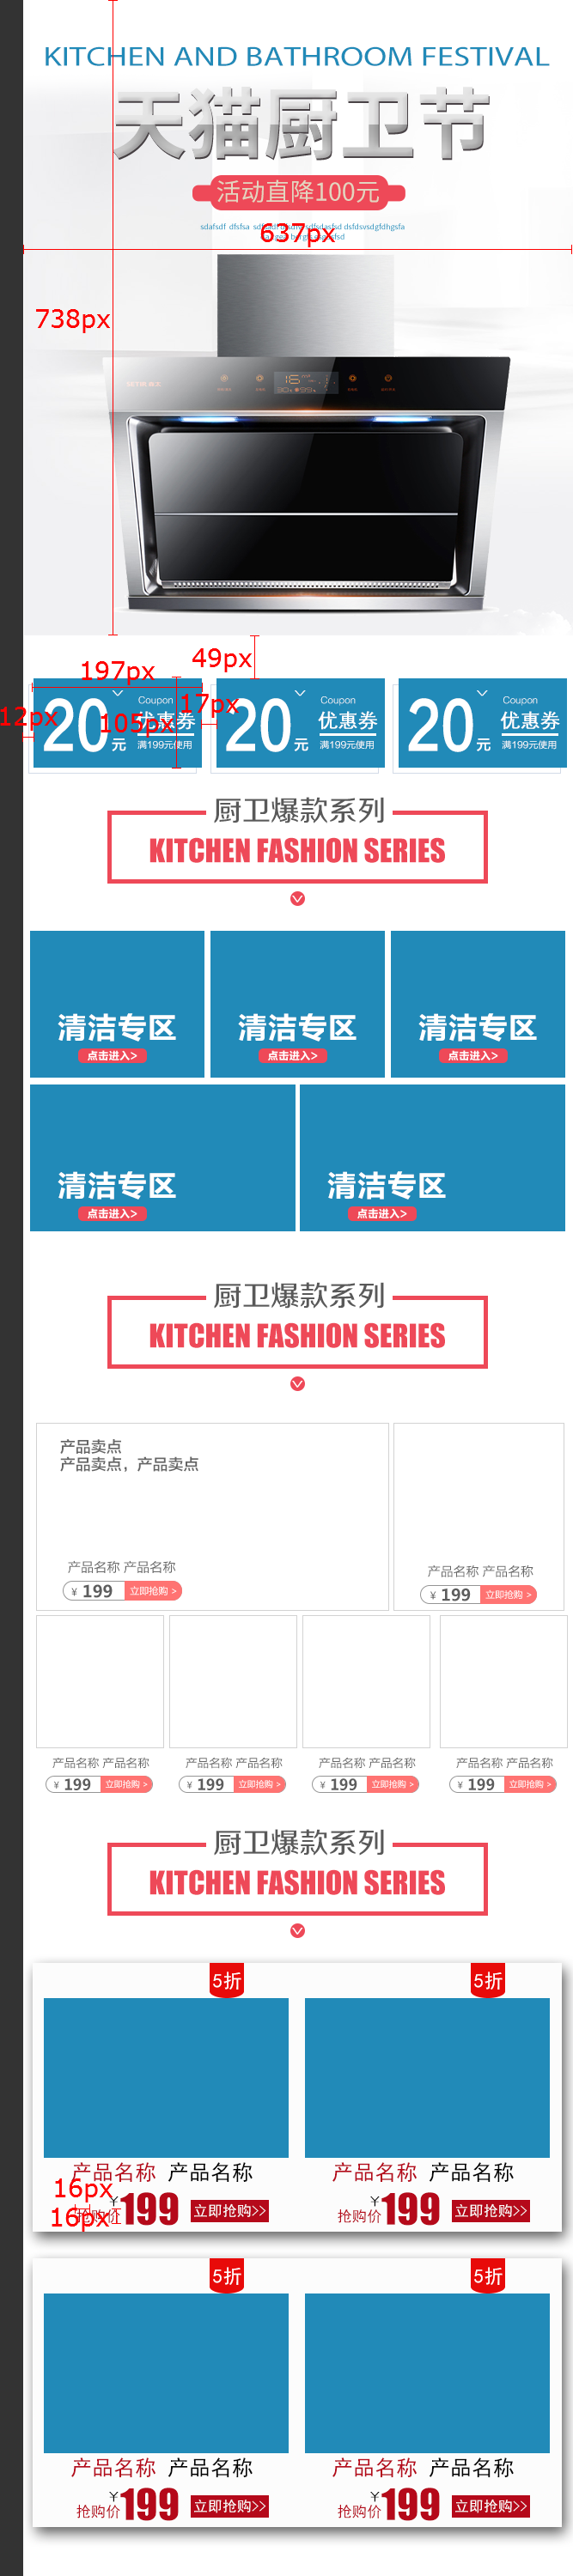 KITCHEN AND BATHROOM FESTIVAL
天猫厨卫节
活动直降100元
637px
738px
49px
197px
12px
105px
17px
20元 Coupon 优惠券 满199元使用
20元 Coupon 优惠券 满199元使用
20元 Coupon 优惠券 满199元使用
厨卫爆款系列
KITCHEN FASHION SERIES
清洁专区 清洁专区 清洁专区
点击进入> 点击进入> 点击进入>
清洁专区 清洁专区
点击进入> 点击进入>
厨卫爆款系列
KITCHEN FASHION SERIES
产品卖点
产品卖点，产品卖点
产品名称 产品名称
¥ 199 立即抢购 >
产品名称 产品名称
¥ 199 立即抢购 >
产品名称 产品名称 产品名称 产品名称 产品名称 产品名称 产品名称 产品名称
¥ 199 立即抢购 > ¥ 199 立即抢购 > ¥ 199 立即抢购 > ¥ 199 立即抢购 >
厨卫爆款系列
KITCHEN FASHION SERIES
5折 5折
产品名称 产品名称 产品名称 产品名称
16px
16px
抢购价 ¥199 立即抢购>> 抢购价 ¥199 立即抢购>>
5折 5折
产品名称 产品名称 产品名称 产品名称
抢购价 ¥199 立即抢购>> 抢购价 ¥199 立即抢购>>